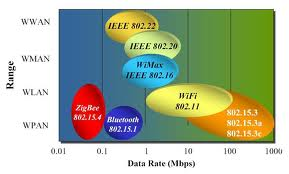 WWAN
IEEE 802.22
IEEE 802.20
WMAN
WiMax
IEEE 802.16
Range
WLAN
WiFi
802.11
ZigBee
802.15.4
Bluetooth
802.15.1
802.15.3
802.15.3a
802.15.3c
WPAN
0.01 0.1 1 10 100 1000
Data Rate (Mbps)